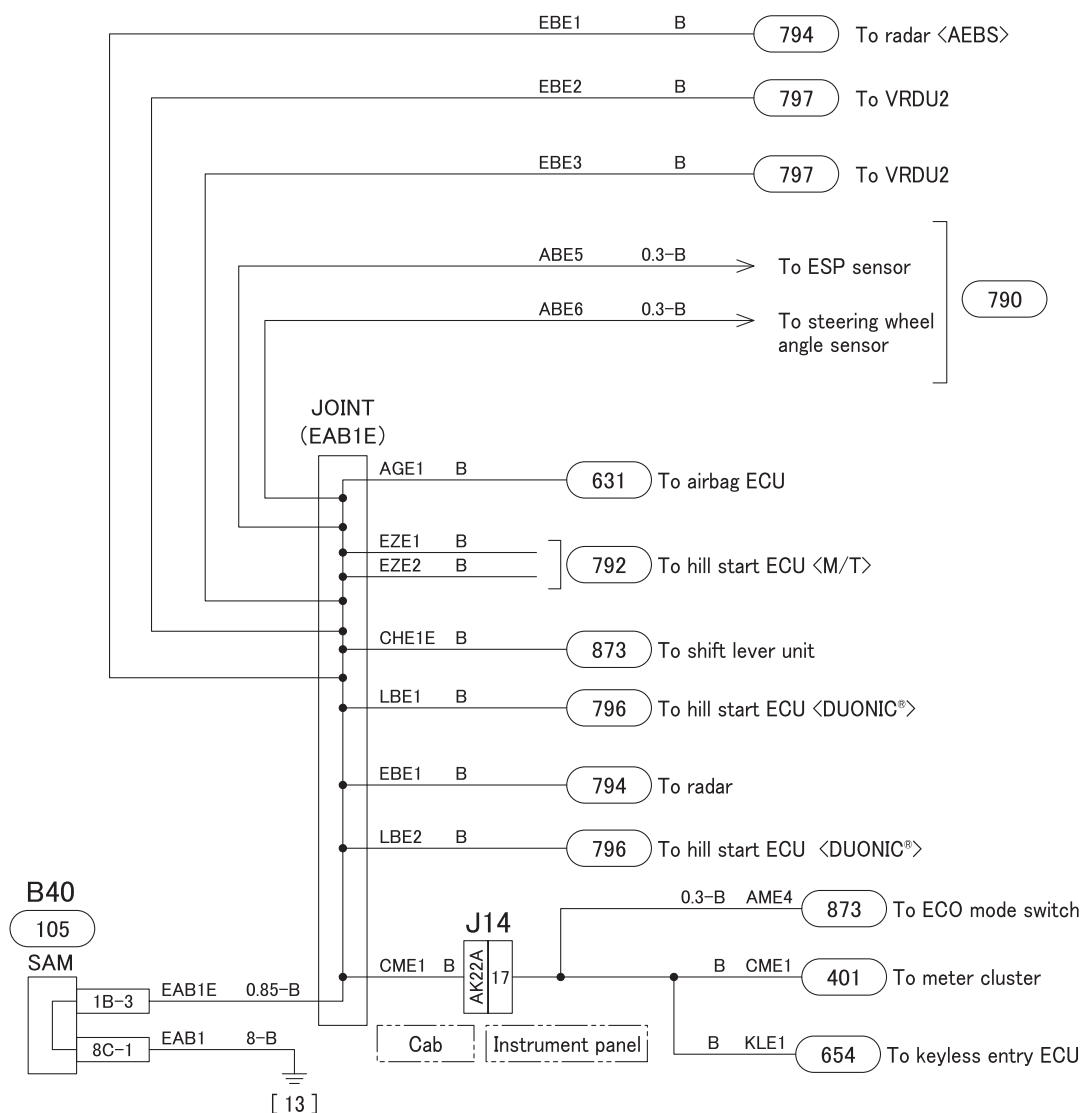 EBE1 B 794 To radar <AEBS>
EBE2 B 797 To VRDU2
EBE3 B 797 To VRDU2
ABE5 0.3-B To ESP sensor
790
ABE6 0.3-B To steering wheel
angle sensor
JOINT
(EAB1E)
AGE1 B 631 To airbag ECU
EZE1 B
EZE2 B
792 To hill start ECU <M/T>
CHE1E B 873 To shift lever unit
LBE1 B 796 To hill start ECU <DUONIC®>
EBE1 B 794 To radar
LBE2 B 796 To hill start ECU <DUONIC®>
B40
105
SAM
0.3-B AME4 873 To ECO mode switch
J14
CME1 B AK22A 17 B CME1 401 To meter cluster
1B-3 EAB1E 0.85-B
8C-1 EAB1 8-B
Cab Instrument panel
B KLE1 654 To keyless entry ECU
[ 13 ]